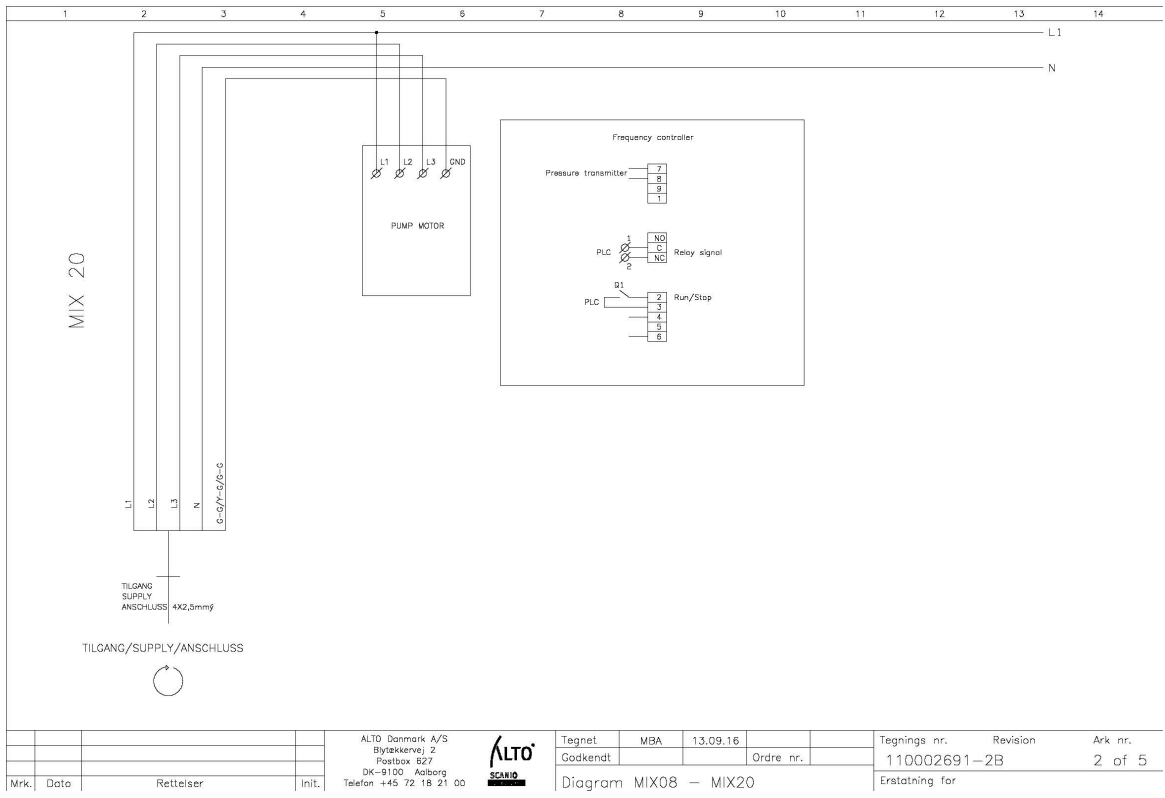 1 2 3 4 5 6 7 8 9 10 11 12 13 14
L1
N
L1 L2 L3 GND
PUMP MOTOR
Frequency controller
Pressure transmitter
7
8
9
1
PLC
1
2
NO
C
NC
Relay signal
Q1
PLC
2
3
4
5
6
Run/Stop
MIX 20
L1
L2
L3
N
G-G/Y-G/G-G
TILGANG
SUPPLY
ANSCHLUSS 4X2,5mmý
TILGANG/SUPPLY/ANSCHLUSS
Mrk. Dato Rettelser Init.
ALTO Danmark A/S
Blytækkervej 2
Postbox 627
DK-9100 Aalborg
Telefon +45 72 18 21 00
ALTO
SCANIO
Tegnet MBA 13.09.16
Godkendt Ordre nr.
Diagram MIX08 - MIX20
Tegnings nr. Revision Ark nr.
110002691-2B 2 of 5
Erstatning for